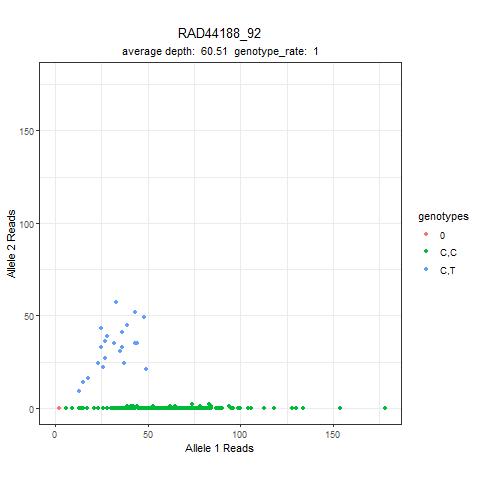 RAD44188_92
average depth: 60.51 genotype_rate: 1
Allele 2 Reads
150
100
50
0
0
50
100
150
Allele 1 Reads
genotypes
0
C,C
C,T